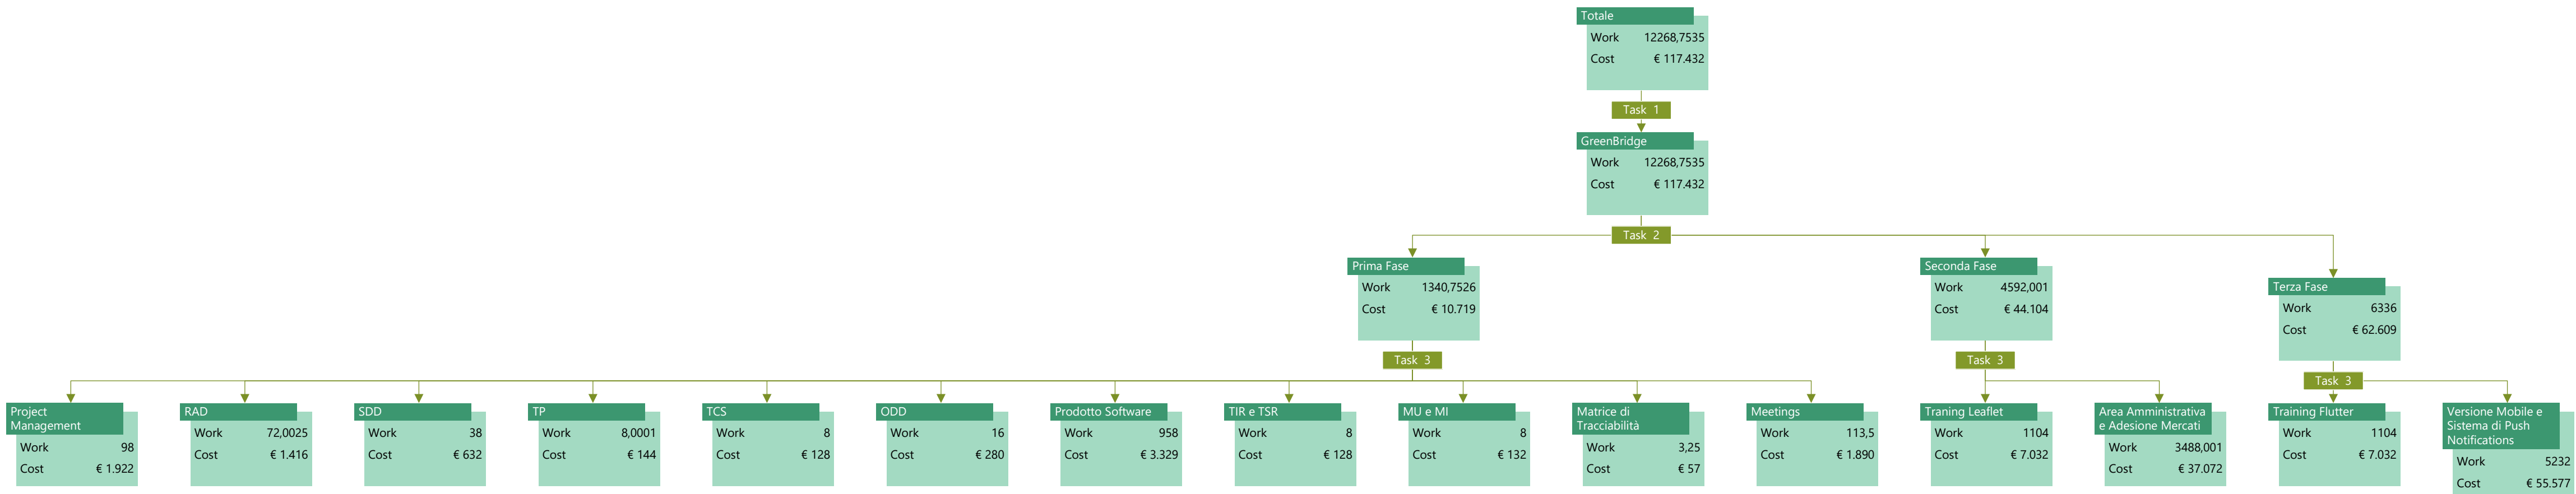 Totale
Work 12268,7535
Cost € 117.432
Task 1
GreenBridge
Work 12268,7535
Cost € 117.432
Task 2
Prima Fase
Work 1340,7526
Cost € 10.719
Seconda Fase
Work 4592,001
Cost € 44.104
Terza Fase
Work 6336
Cost € 62.609
Task 3
Task 3
Task 3
Project
Management
Work 98
Cost € 1.922
RAD
Work 72,0025
Cost € 1.416
SDD
Work 38
Cost € 632
TP
Work 8,0001
Cost € 144
TCS
Work 8
Cost € 128
ODD
Work 16
Cost € 280
Prodotto Software
Work 958
Cost € 3.329
TIR e TSR
Work 8
Cost € 128
MU e MI
Work 8
Cost € 132
Matrice di
Tracciabilità
Work 3,25
Cost € 57
Meetings
Work 113,5
Cost € 1.890
Traning Leaflet
Work 1104
Cost € 7.032
Area Amministrativa
e Adesione Mercati
Work 3488,001
Cost € 37.072
Training Flutter
Work 1104
Cost € 7.032
Versione Mobile e
Sistema di Push
Notifications
Work 5232
Cost € 55.577